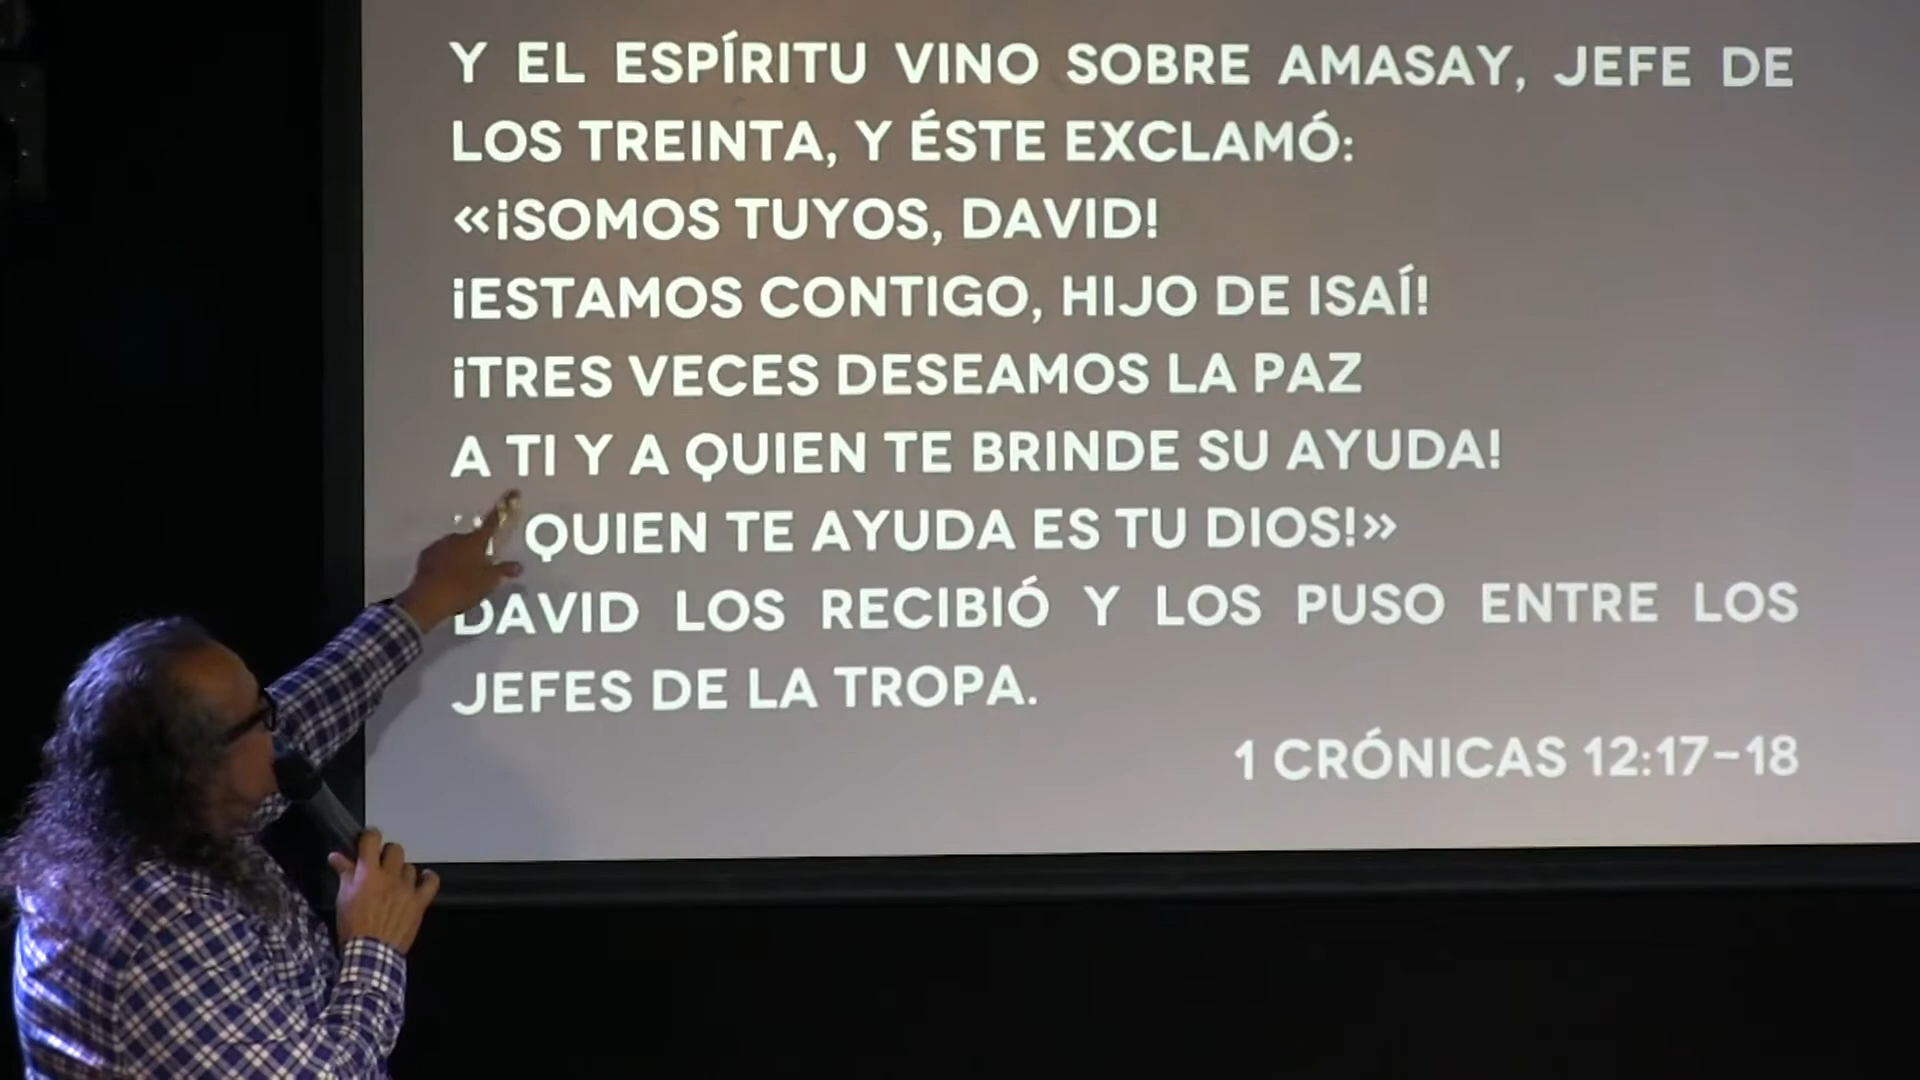 Y EL ESPÍRITU VINO SOBRE AMASAY, JEFE DE
LOS TREINTA, Y ÉSTE EXCLAMÓ:
«¡SOMOS TUYOS, DAVID!
¡ESTAMOS CONTIGO, HIJO DE ISAÍ!
¡TRES VECES DESEAMOS LA PAZ
A TI Y A QUIEN TE BRINDE SU AYUDA!
QUIEN TE AYUDA ES TU DIOS!»
DAVID LOS RECIBIÓ Y LOS PUSO ENTRE LOS
JEFES DE LA TROPA.
1 CRÓNICAS 12:17-18